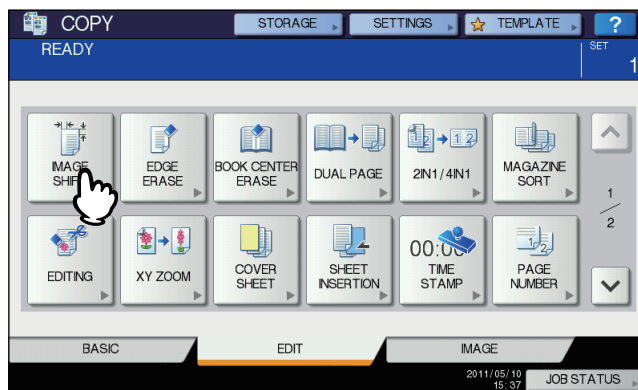 COPY
STORAGE
SETTINGS
TEMPLATE
?
READY
SET
1
IMAGE
SHIFT
EDGE
ERASE
BOOK CENTER
ERASE
DUAL PAGE
2IN1/4IN1
MAGAZINE
SORT
1
2
EDITING
XY ZOOM
COVER
SHEET
SHEET
INSERTION
00:00
TIME
STAMP
PAGE
NUMBER
BASIC
EDIT
IMAGE
2011/05/10
15:37
JOB STATUS